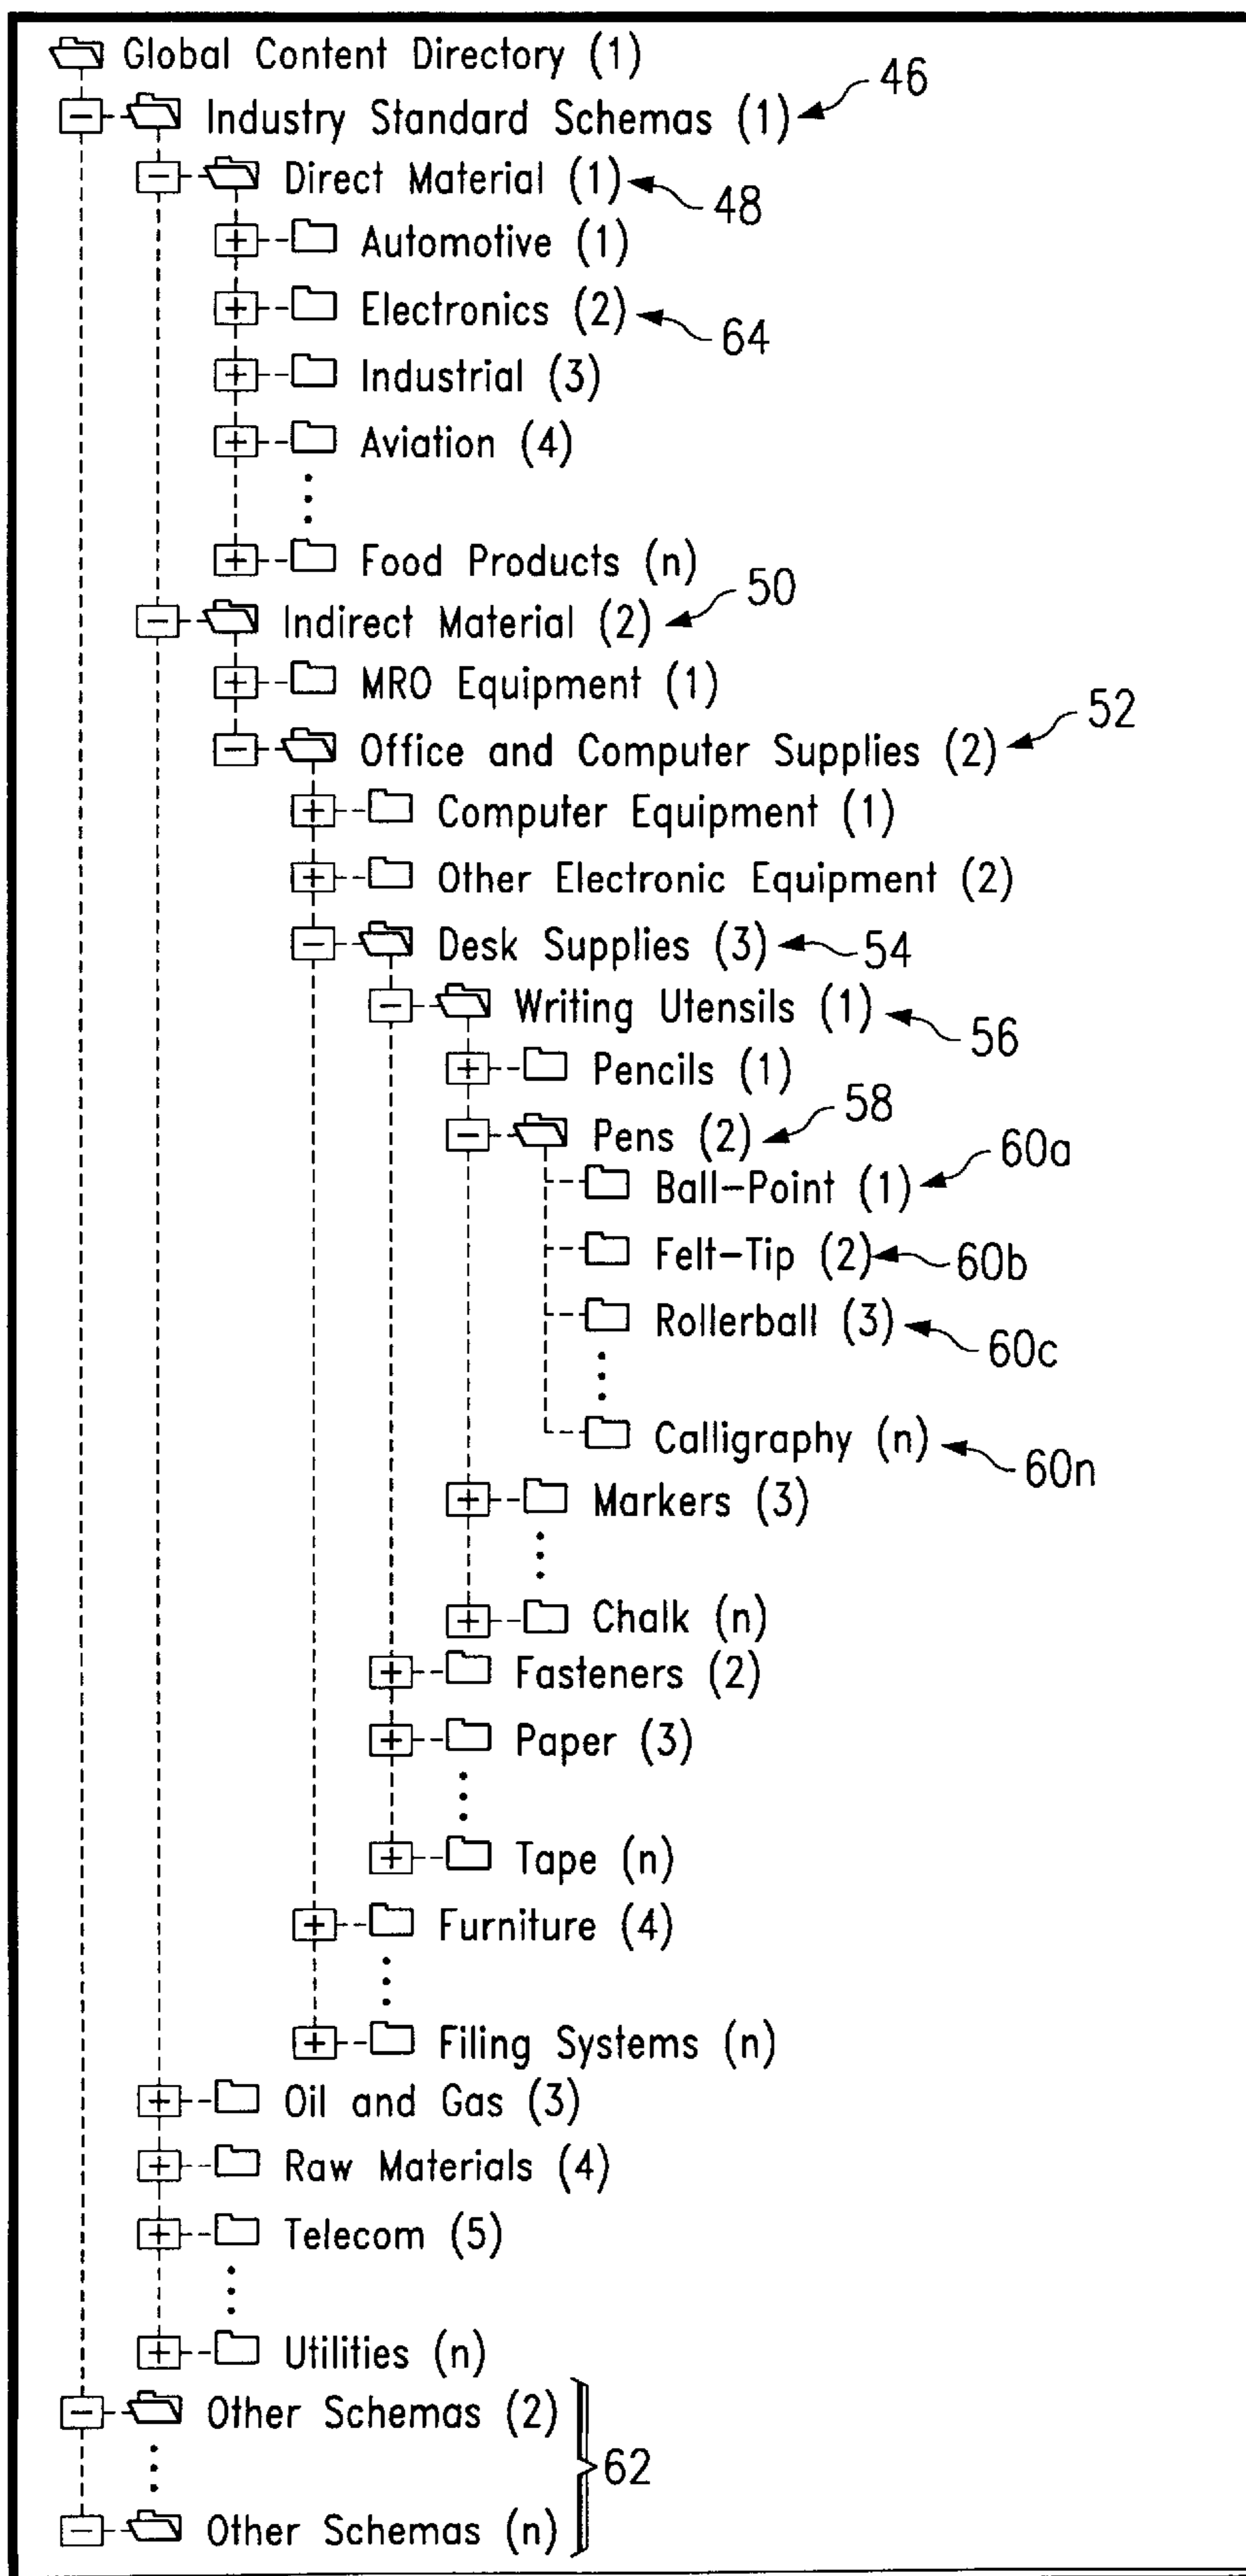 Global Content Directory (1)
Industry Standard Schemas (1) 46
Direct Material (1) 48
Automotive (1)
Electronics (2) 64
Industrial (3)
Aviation (4)
Food Products (n)
Indirect Material (2) 50
MRO Equipment (1)
Office and Computer Supplies (2) 52
Computer Equipment (1)
Other Electronic Equipment (2)
Desk Supplies (3) 54
Writing Utensils (1) 56
Pencils (1)
Pens (2) 58
Ball-Point (1) 60a
Felt-Tip (2) 60b
Rollerball (3) 60c
Calligraphy (n) 60n
Markers (3)
Chalk (n)
Fasteners (2)
Paper (3)
Tape (n)
Furniture (4)
Filing Systems (n)
Oil and Gas (3)
Raw Materials (4)
Telecom (5)
Utilities (n)
Other Schemas (2)
62
Other Schemas (n)